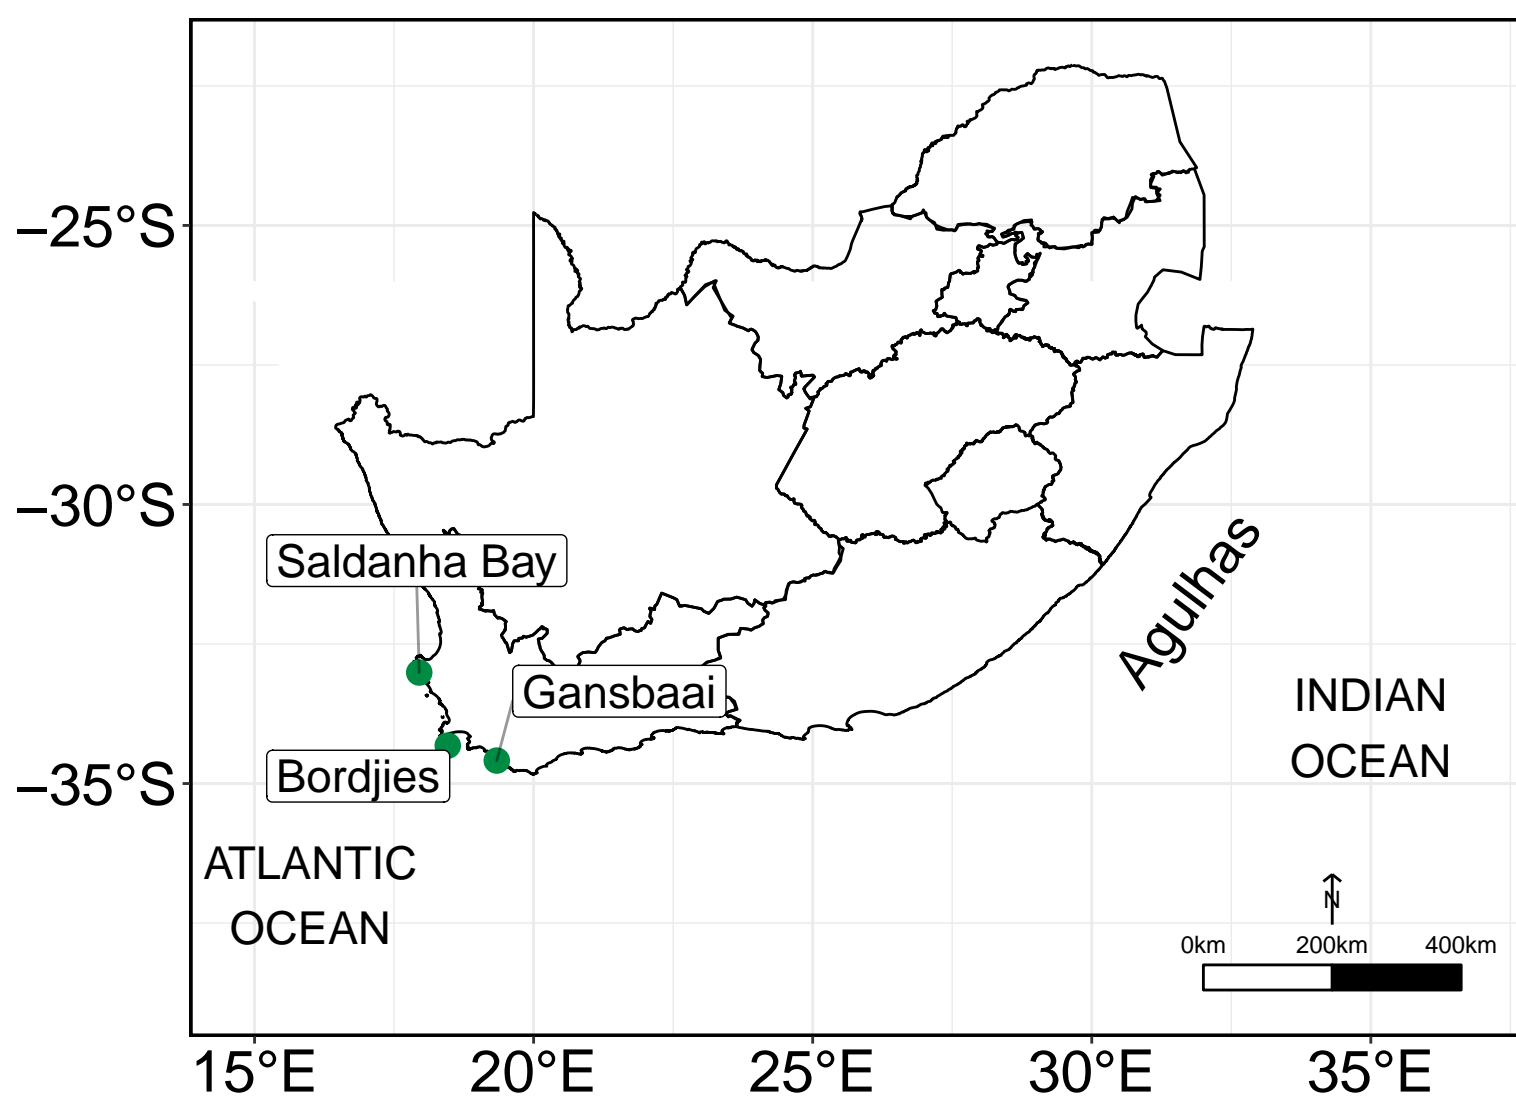 −25°S
−30°S
Saldanha Bay
Agulhas
Gansbaai
INDIAN
OCEAN
Bordjies
−35°S
ATLANTIC
OCEAN
N
0km 200km 400km
15°E 20°E 25°E 30°E 35°E